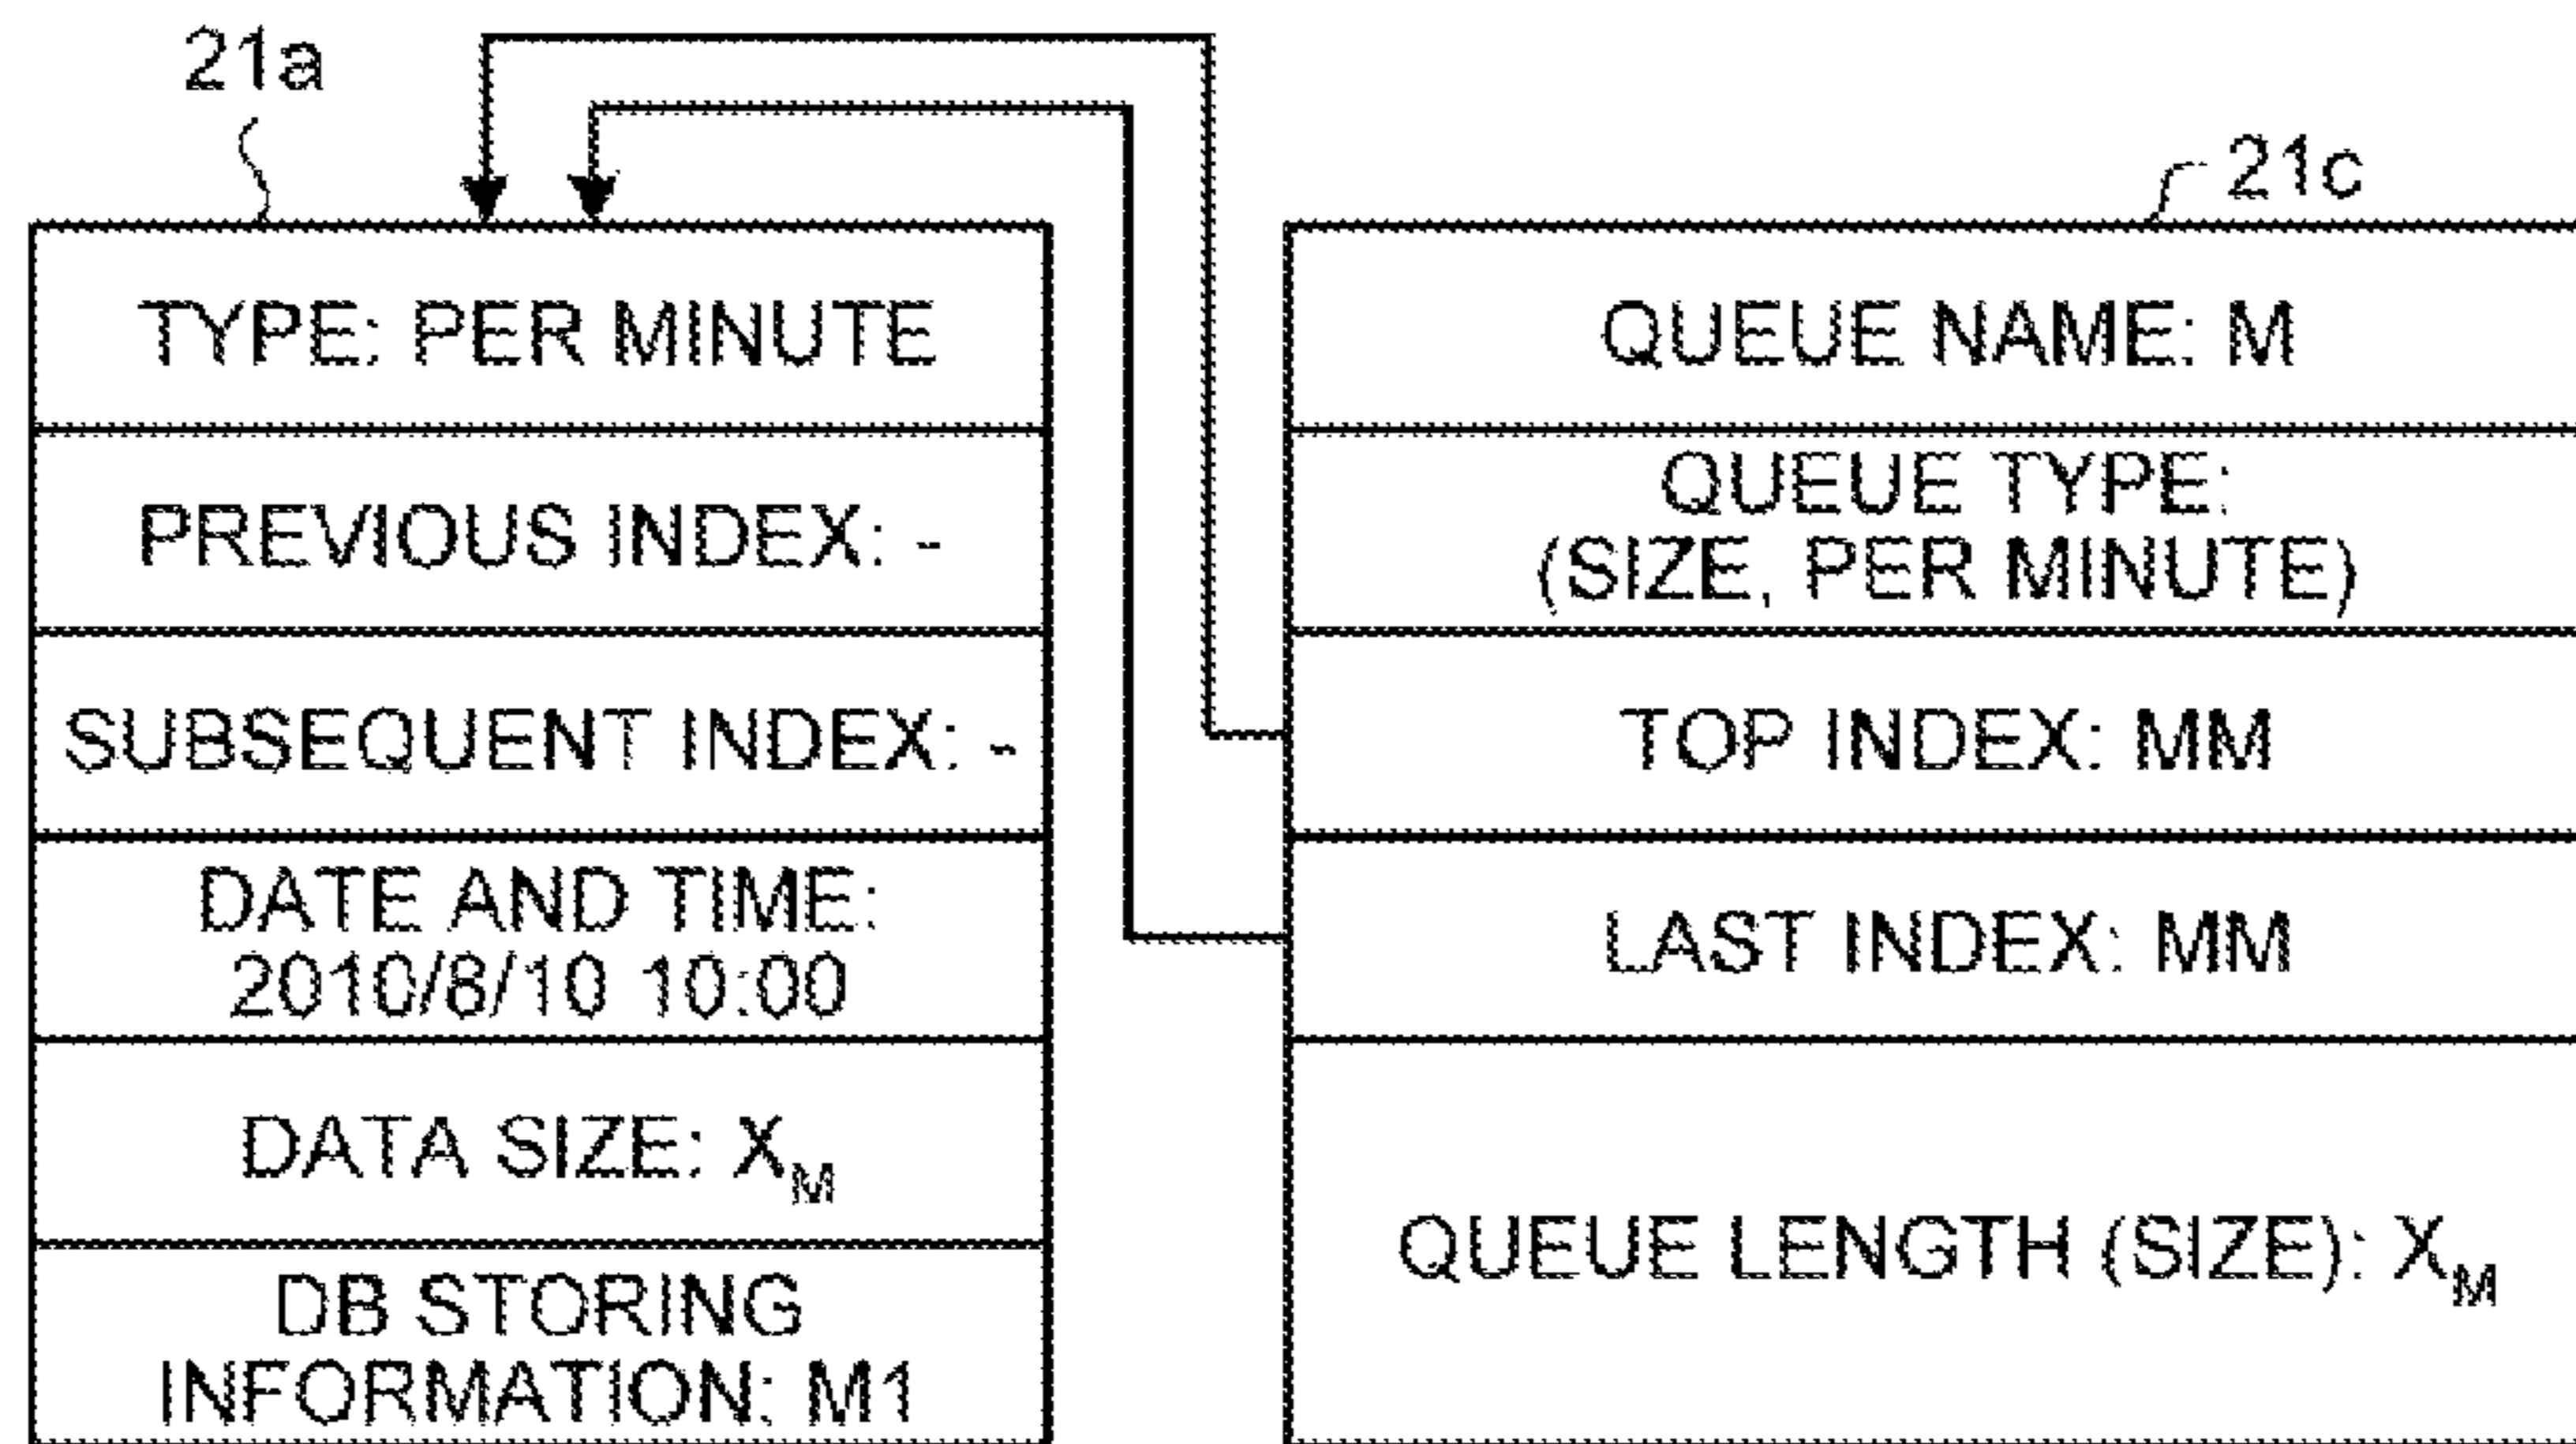 21a
TYPE: PER MINUTE
PREVIOUS INDEX: -
SUBSEQUENT INDEX: -
DATE AND TIME:
2010/8/10 10:00
DATA SIZE: XM
DB STORING
INFORMATION: M1
21c
QUEUE NAME: M
QUEUE TYPE:
(SIZE, PER MINUTE)
TOP INDEX: MM
LAST INDEX: MM
QUEUE LENGTH (SIZE): XM